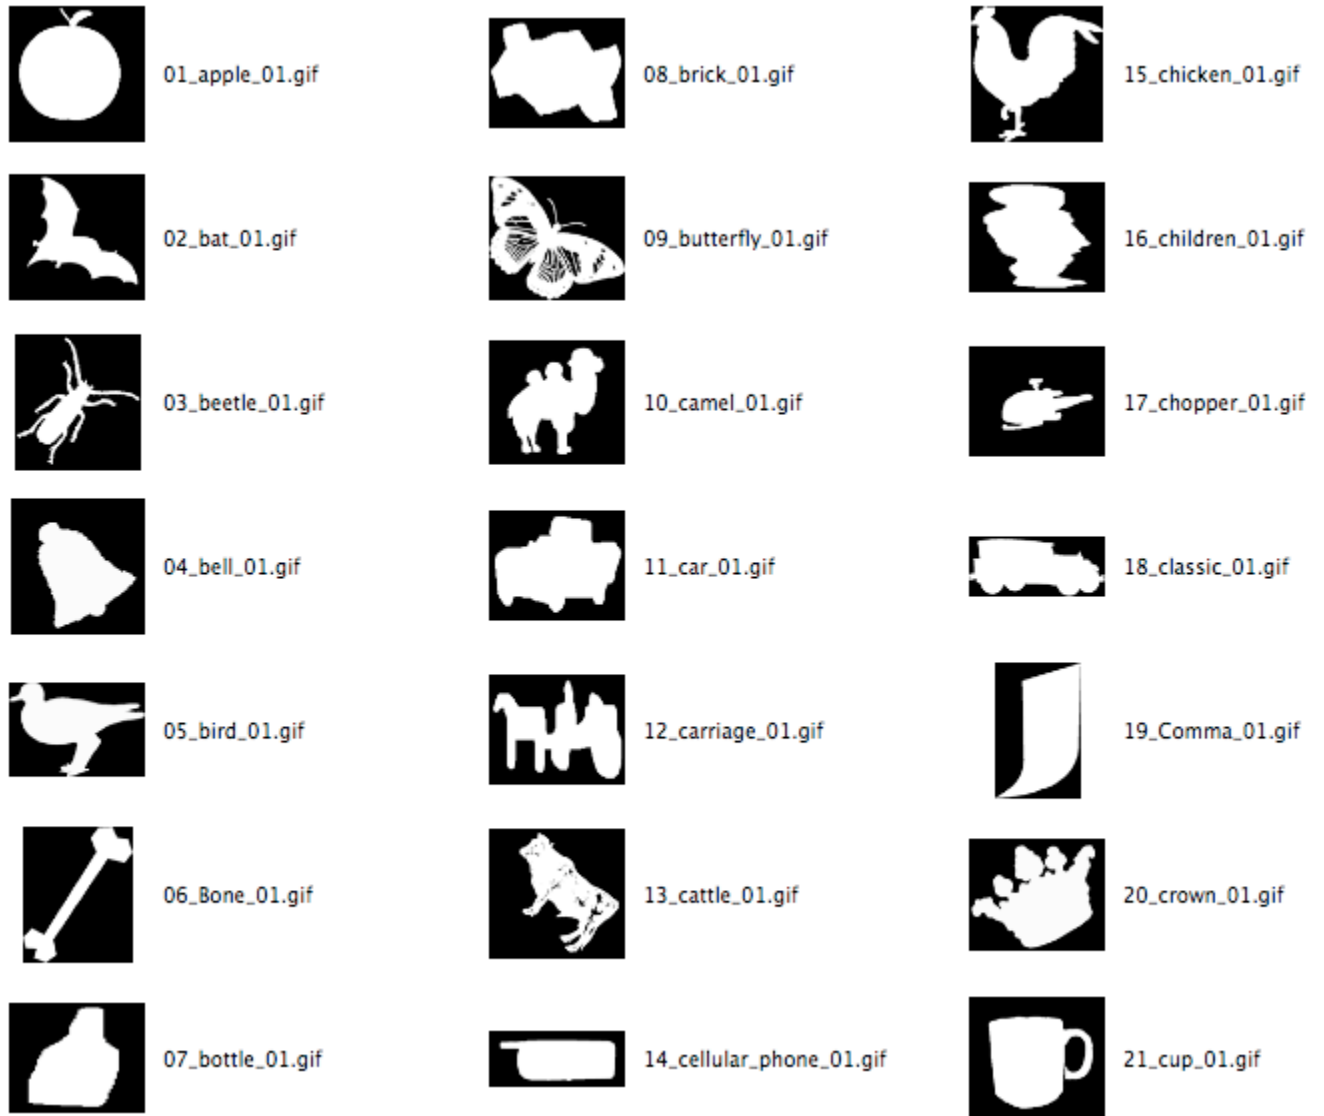 01_apple_01.gif
02_bat_01.gif
03_beetle_01.gif
04_bell_01.gif
05_bird_01.gif
06_Bone_01.gif
07_bottle_01.gif
08_brick_01.gif
09_butterfly_01.gif
10_camel_01.gif
11_car_01.gif
12_carriage_01.gif
13_cattle_01.gif
14_cellular_phone_01.gif
15_chicken_01.gif
16_children_01.gif
17_chopper_01.gif
18_classic_01.gif
19_Comma_01.gif
20_crown_01.gif
21_cup_01.gif